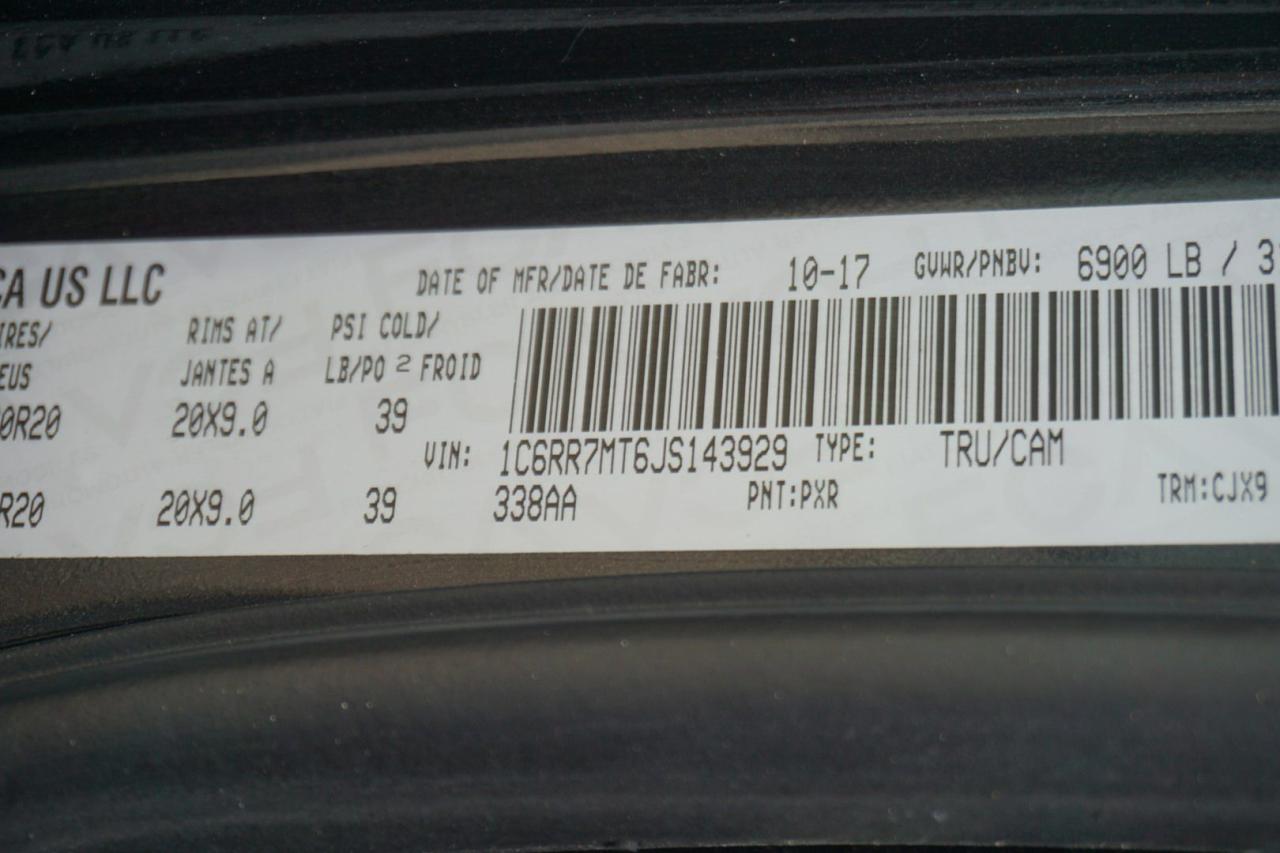 CA US LLC DATE OF MFR/DATE DE FABR: 10-17 GVWR/PNBV: 6900 LB / 3
IRES/ RIMS AT/ PSI COLD/
EUS JANTES A LB/PO 2 FROID
0R20 20X9.0 39
VIN: 1C6RR7MT6JS143929 TYPE: TRU/CAM
R20 20X9.0 39 338AA PNT:PXR TRM:CJX9